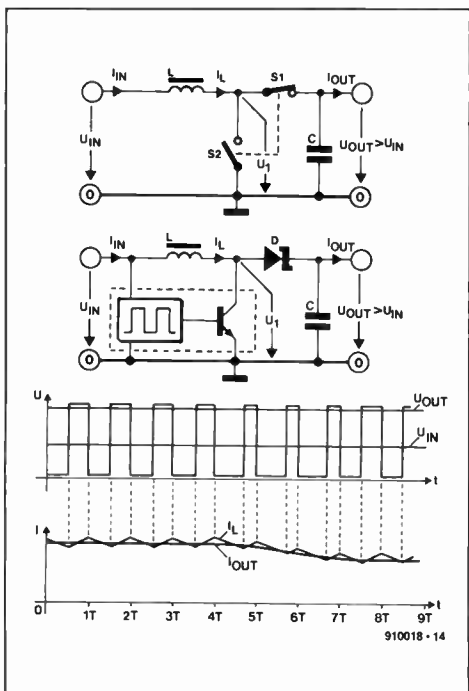 I_IN L I_L S1 I_OUT
U_IN S2 U_1 C U_OUT>U_IN
O O
I_IN L I_L D I_OUT
U_IN U_1 C U_OUT>U_IN
O O
U
U_OUT
U_IN
t
I
I_L
I_OUT
0 1T 2T 3T 4T 5T 6T 7T 8T 9T
t
910018 - 14